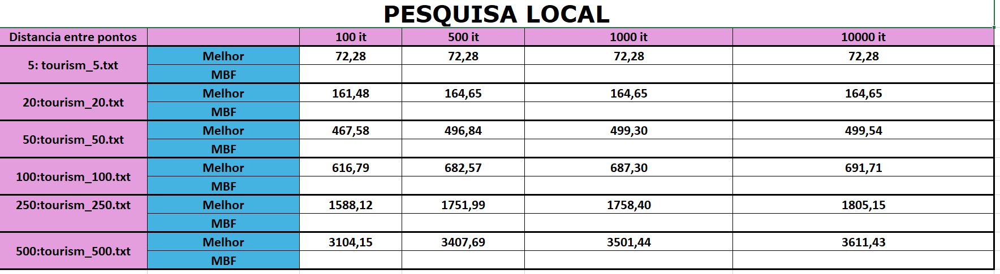 PESQUISA LOCAL
Distancia entre pontos 100 it 500 it 1000 it 10000 it
5: tourism_5.txt Melhor 72,28 72,28 72,28 72,28
MBF
20:tourism_20.txt Melhor 161,48 164,65 164,65 164,65
MBF
50:tourism_50.txt Melhor 467,58 496,84 499,30 499,54
MBF
100:tourism_100.txt Melhor 616,79 682,57 687,30 691,71
MBF
250:tourism_250.txt Melhor 1588,12 1751,99 1758,40 1805,15
MBF
500:tourism_500.txt Melhor 3104,15 3407,69 3501,44 3611,43
MBF